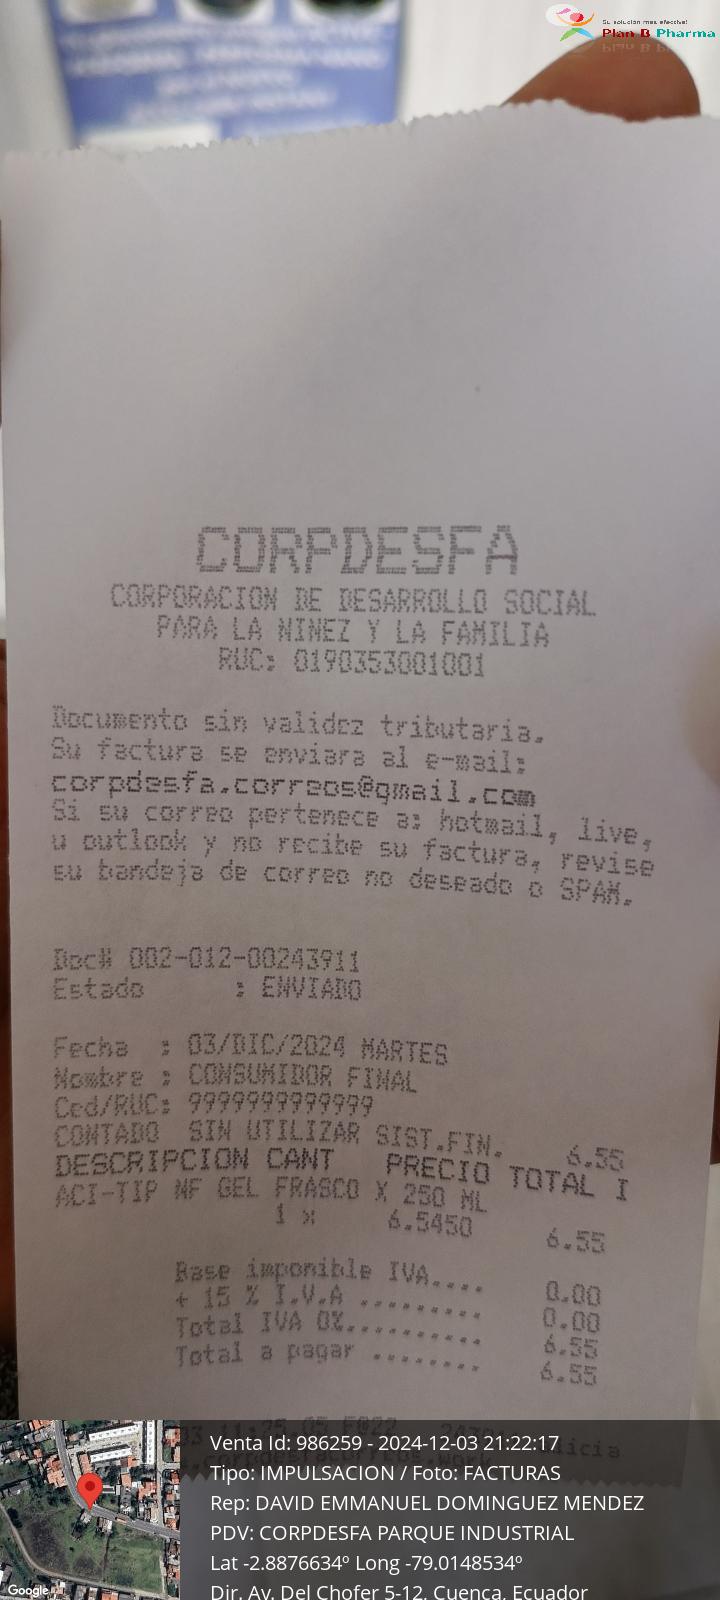 Su solución más efectiva!
Plan B Pharma
CORPDESFA
CORPORACION DE DESARROLLO SOCIAL
PARA LA NINEZ Y LA FAMILIA
RUC: 0190353001001
Documento sin validez tributaria.
Su factura se enviara al e-mail:
corpdesfa.correos@gmail.com
Si su correo pertenece a: hotmail, live,
u outlook y no recibe su factura, revise
su bandeja de correo no deseado o SPAM.
Doc# 002-012-00243911
Estado : ENVIADO
Fecha : 03/DIC/2024 MARTES
Nombre : CONSUMIDOR FINAL
Ced/RUC: 9999999999999
CONTADO SIN UTILIZAR SIST.FIN. 6.55
DESCRIPCION CANT PRECIO TOTAL I
ACI-TIP NF GEL FRASCO X 250 ML
1 x 6.5450 6.55
Base imponible IVA.... 0.00
+ 15 % I.V.A ......... 0.00
Total IVA 0%.......... 6.55
Total a pagar ........ 6.55
Venta Id: 986259 - 2024-12-03 21:22:17
Tipo: IMPULSACION / Foto: FACTURAS
Rep: DAVID EMMANUEL DOMINGUEZ MENDEZ
PDV: CORPDESFA PARQUE INDUSTRIAL
Lat -2.8876634º Long -79.0148534º
Dir. Av. Del Chofer 5-12, Cuenca, Ecuador
Google